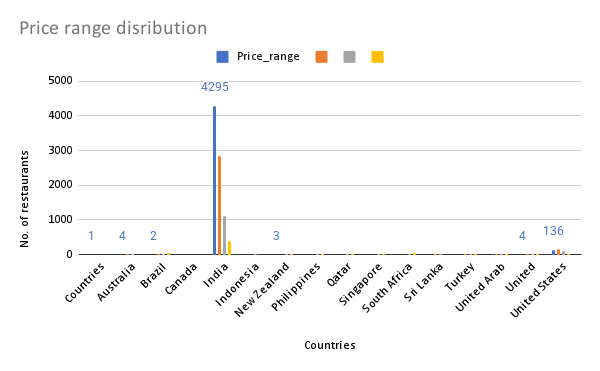 Price range disribution
Price_range
5000
4295
4000
3000
2000
1000
0
1
4
2
3
4
136
No. of restaurants
Countries
Australia
Brazil
Canada
India
Indonesia
New Zealand
Philippines
Qatar
Singapore
South Africa
Sri Lanka
Turkey
United Arab
United
United States
Countries